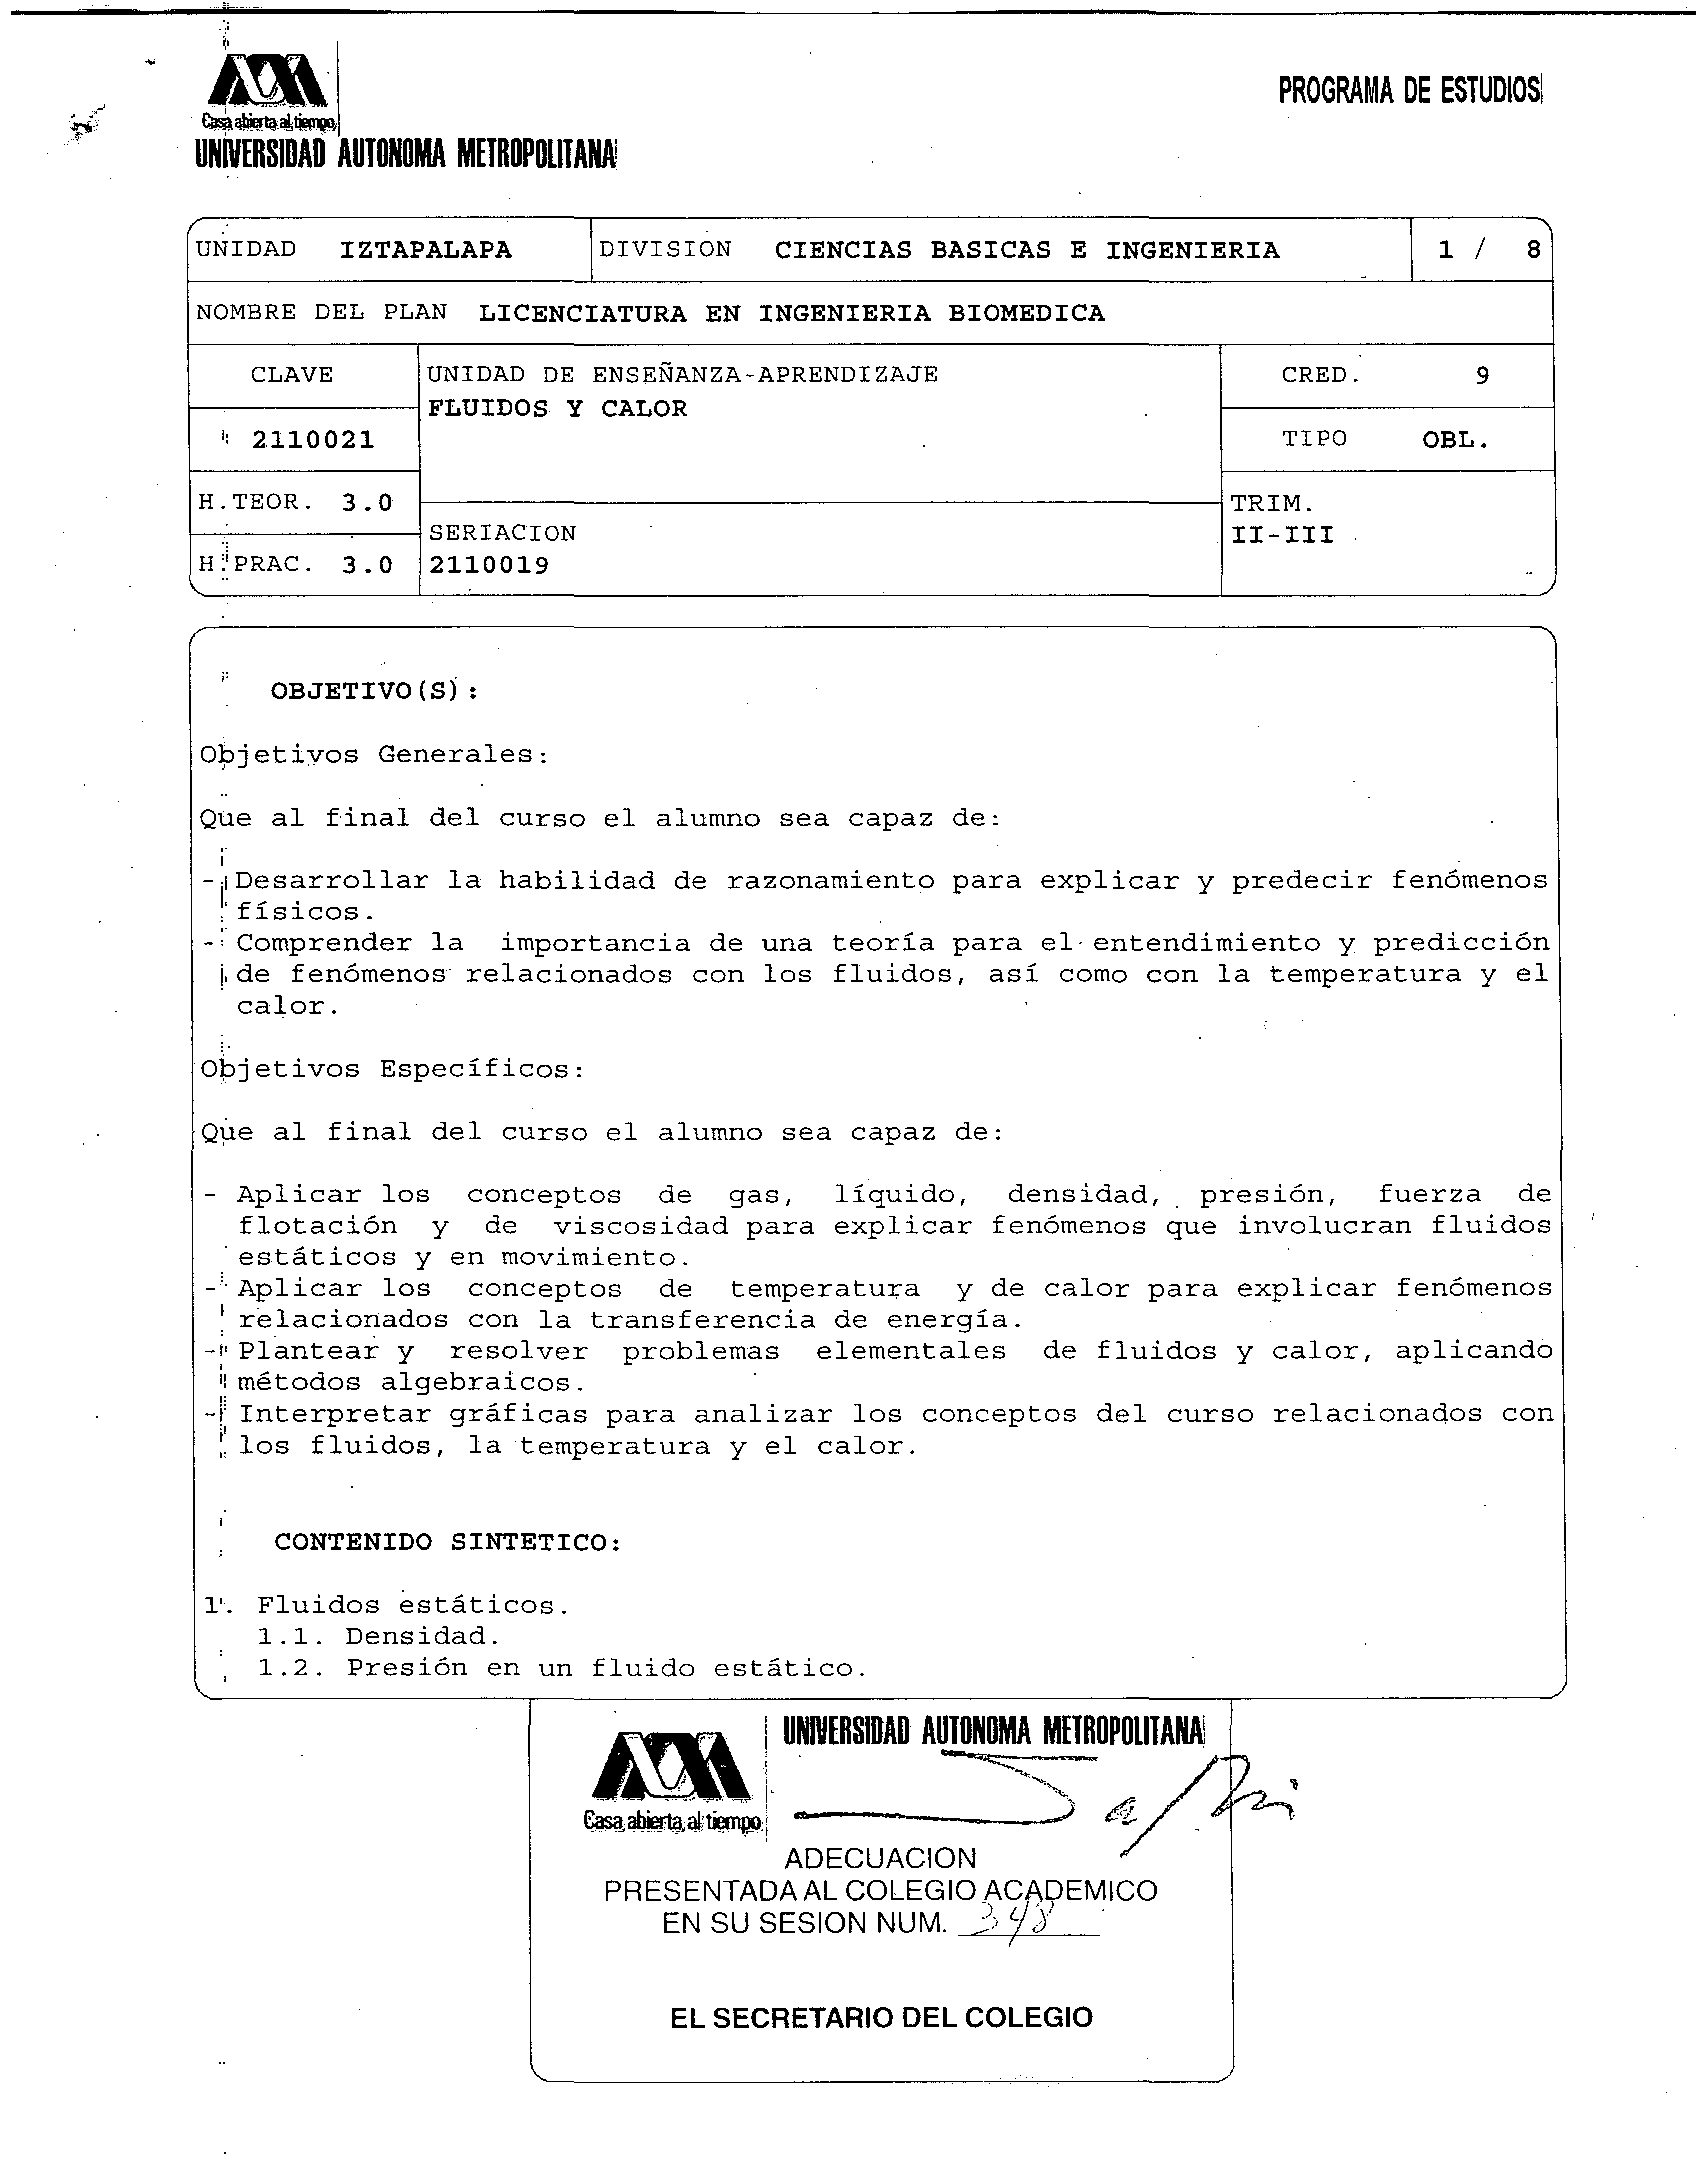 PROGRAMA DE ESTUDIOS
Casa abierta al tiempo
UNIVERSIDAD AUTONOMA METROPOLITANA
UNIDAD IZTAPALAPA DIVISION CIENCIAS BASICAS E INGENIERIA 1 / 8
NOMBRE DEL PLAN LICENCIATURA EN INGENIERIA BIOMEDICA
CLAVE UNIDAD DE ENSEÑANZA-APRENDIZAJE CRED. 9
FLUIDOS Y CALOR
2110021 TIPO OBL.
H.TEOR. 3.0 TRIM.
SERIACION II-III
H.PRAC. 3.0 2110019
OBJETIVO(S):
Objetivos Generales:
Que al final del curso el alumno sea capaz de:
- Desarrollar la habilidad de razonamiento para explicar y predecir fenómenos
físicos.
- Comprender la importancia de una teoría para el entendimiento y predicción
de fenómenos relacionados con los fluidos, así como con la temperatura y el
calor.
Objetivos Específicos:
Que al final del curso el alumno sea capaz de:
- Aplicar los conceptos de gas, líquido, densidad, presión, fuerza de
flotación y de viscosidad para explicar fenómenos que involucran fluidos
estáticos y en movimiento.
- Aplicar los conceptos de temperatura y de calor para explicar fenómenos
relacionados con la transferencia de energía.
- Plantear y resolver problemas elementales de fluidos y calor, aplicando
métodos algebraicos.
- Interpretar gráficas para analizar los conceptos del curso relacionados con
los fluidos, la temperatura y el calor.
CONTENIDO SINTETICO:
1. Fluidos estáticos.
1.1. Densidad.
1.2. Presión en un fluido estático.
UNIVERSIDAD AUTONOMA METROPOLITANA
Casa abierta al tiempo
ADECUACION
PRESENTADA AL COLEGIO ACADEMICO
EN SU SESION NUM. 348
EL SECRETARIO DEL COLEGIO